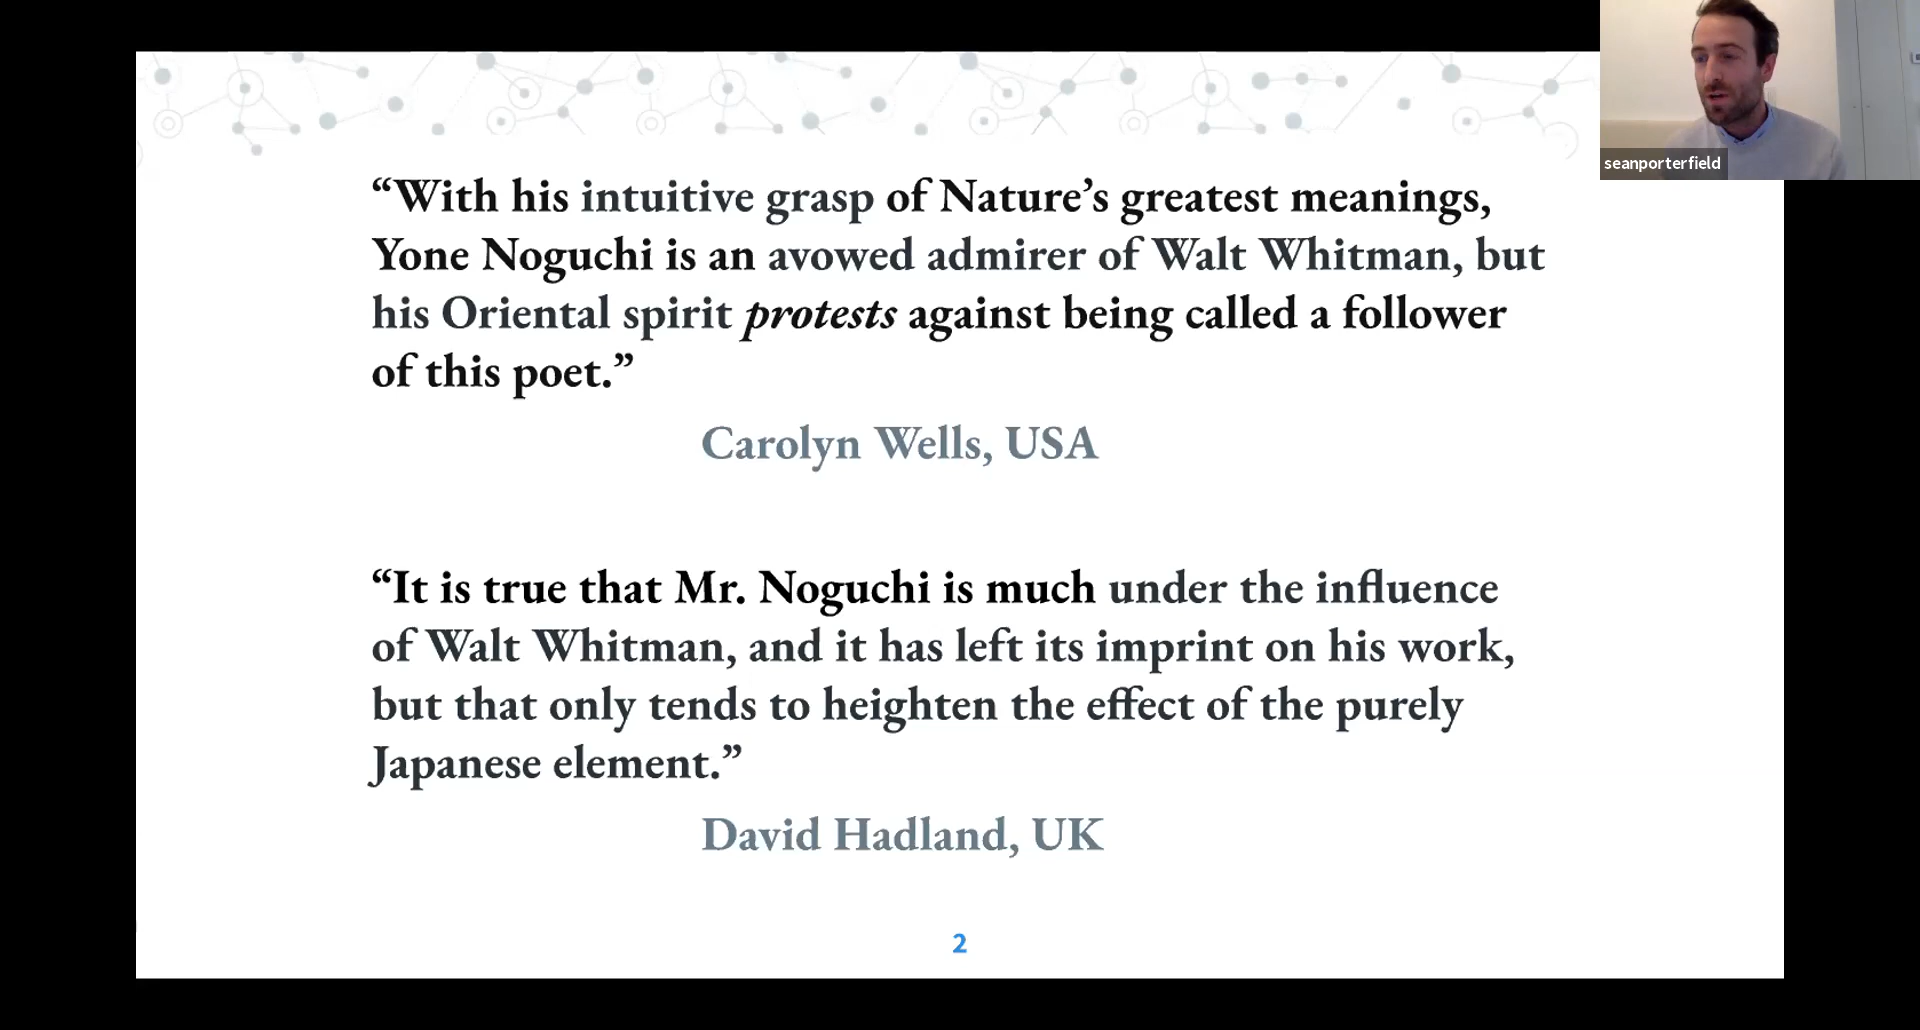 seanporterfield
“With his intuitive grasp of Nature’s greatest meanings,
Yone Noguchi is an avowed admirer of Walt Whitman, but
his Oriental spirit protests against being called a follower
of this poet.”
Carolyn Wells, USA
“It is true that Mr. Noguchi is much under the influence
of Walt Whitman, and it has left its imprint on his work,
but that only tends to heighten the effect of the purely
Japanese element.”
David Hadland, UK
2